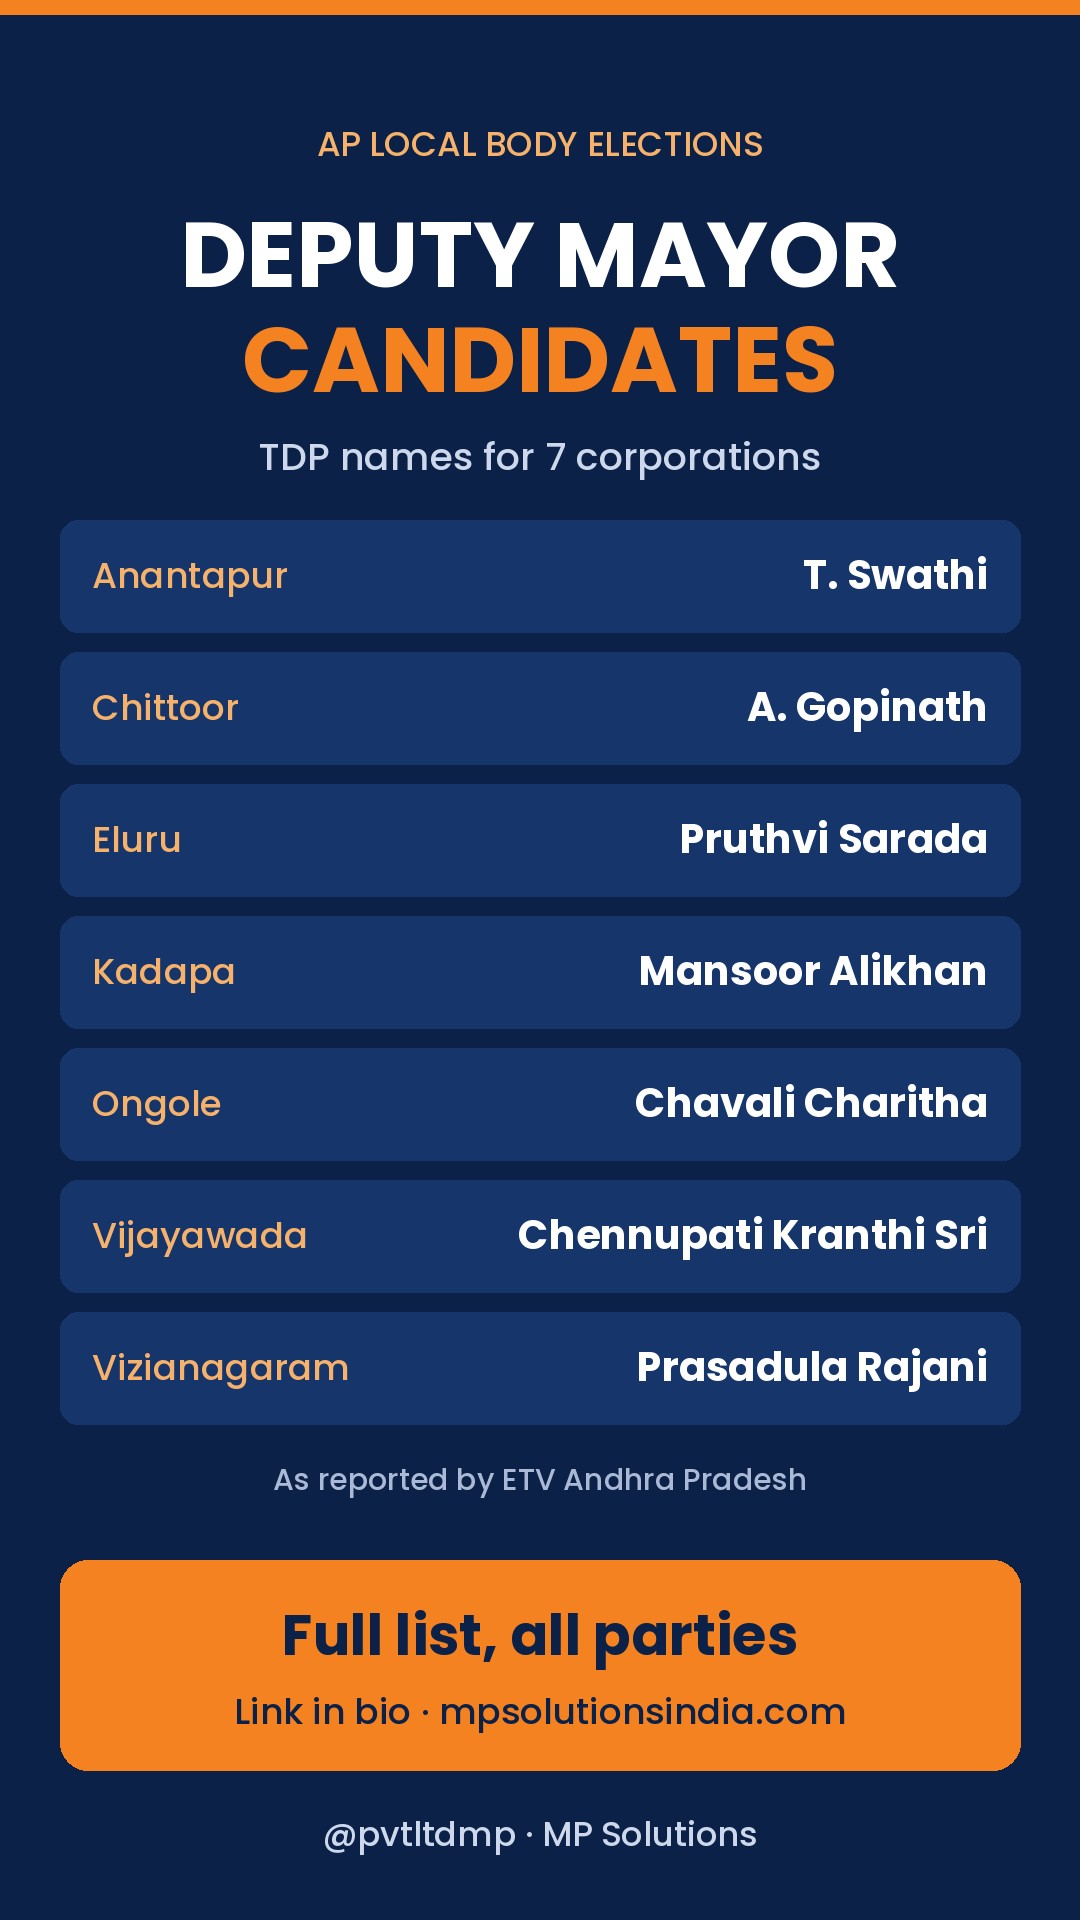 AP LOCAL BODY ELECTIONS
DEPUTY MAYOR
CANDIDATES
TDP names for 7 corporations
Anantapur T. Swathi
Chittoor A. Gopinath
Eluru Pruthvi Sarada
Kadapa Mansoor Alikhan
Ongole Chavali Charitha
Vijayawada Chennupati Kranthi Sri
Vizianagaram Prasadula Rajani
As reported by ETV Andhra Pradesh
Full list, all parties
Link in bio · mpsolutionsindia.com
@pvtltdmp · MP Solutions